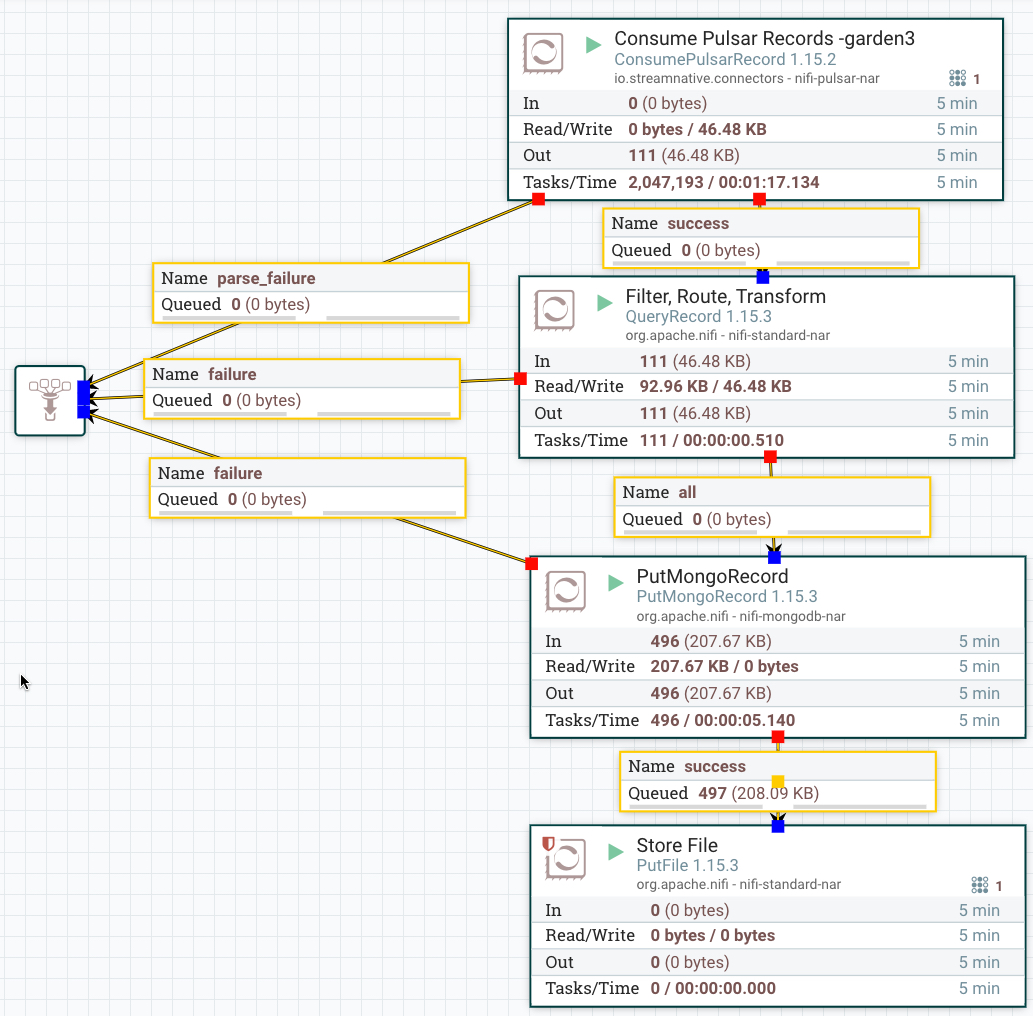 Consume Pulsar Records -garden3
ConsumePulsarRecord 1.15.2
io.streamnative.connectors - nifi-pulsar-nar
1
In 0 (0 bytes) 5 min
Read/Write 0 bytes / 46.48 KB 5 min
Out 111 (46.48 KB) 5 min
Tasks/Time 2,047,193 / 00:01:17.134 5 min
Name success
Queued 0 (0 bytes)
Name parse_failure
Queued 0 (0 bytes)
Filter, Route, Transform
QueryRecord 1.15.3
org.apache.nifi - nifi-standard-nar
In 111 (46.48 KB) 5 min
Read/Write 92.96 KB / 46.48 KB 5 min
Out 111 (46.48 KB) 5 min
Tasks/Time 111 / 00:00:00.510 5 min
Name failure
Queued 0 (0 bytes)
Name failure
Queued 0 (0 bytes)
Name all
Queued 0 (0 bytes)
PutMongoRecord
PutMongoRecord 1.15.3
org.apache.nifi - nifi-mongodb-nar
In 496 (207.67 KB) 5 min
Read/Write 207.67 KB / 0 bytes 5 min
Out 496 (207.67 KB) 5 min
Tasks/Time 496 / 00:00:05.140 5 min
Name success
Queued 497 (208.09 KB)
Store File
PutFile 1.15.3
org.apache.nifi - nifi-standard-nar
1
In 0 (0 bytes) 5 min
Read/Write 0 bytes / 0 bytes 5 min
Out 0 (0 bytes) 5 min
Tasks/Time 0 / 00:00:00.000 5 min